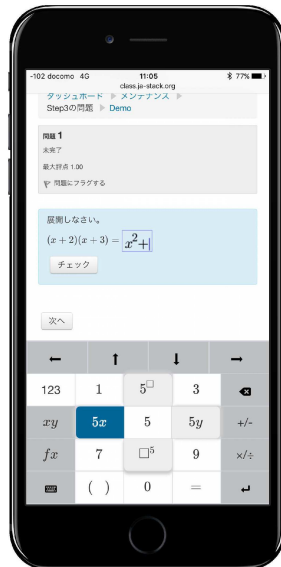 -102 docomo 4G 11:05 77%
class.ja-stack.org
ダッシュボード ▶ メンテナンス ▶
Step3の問題 ▶ Demo
問題 1
未完了
最大評点 1.00
問題にフラグする
展開しなさい。
(x + 2)(x + 3) = x²+
チェック
次へ
← ↑ ↓ →
123 1 5□ 3
xy 5x 5 5y +/-
fx 7 □⁵ 9 ×/÷
( ) 0 =